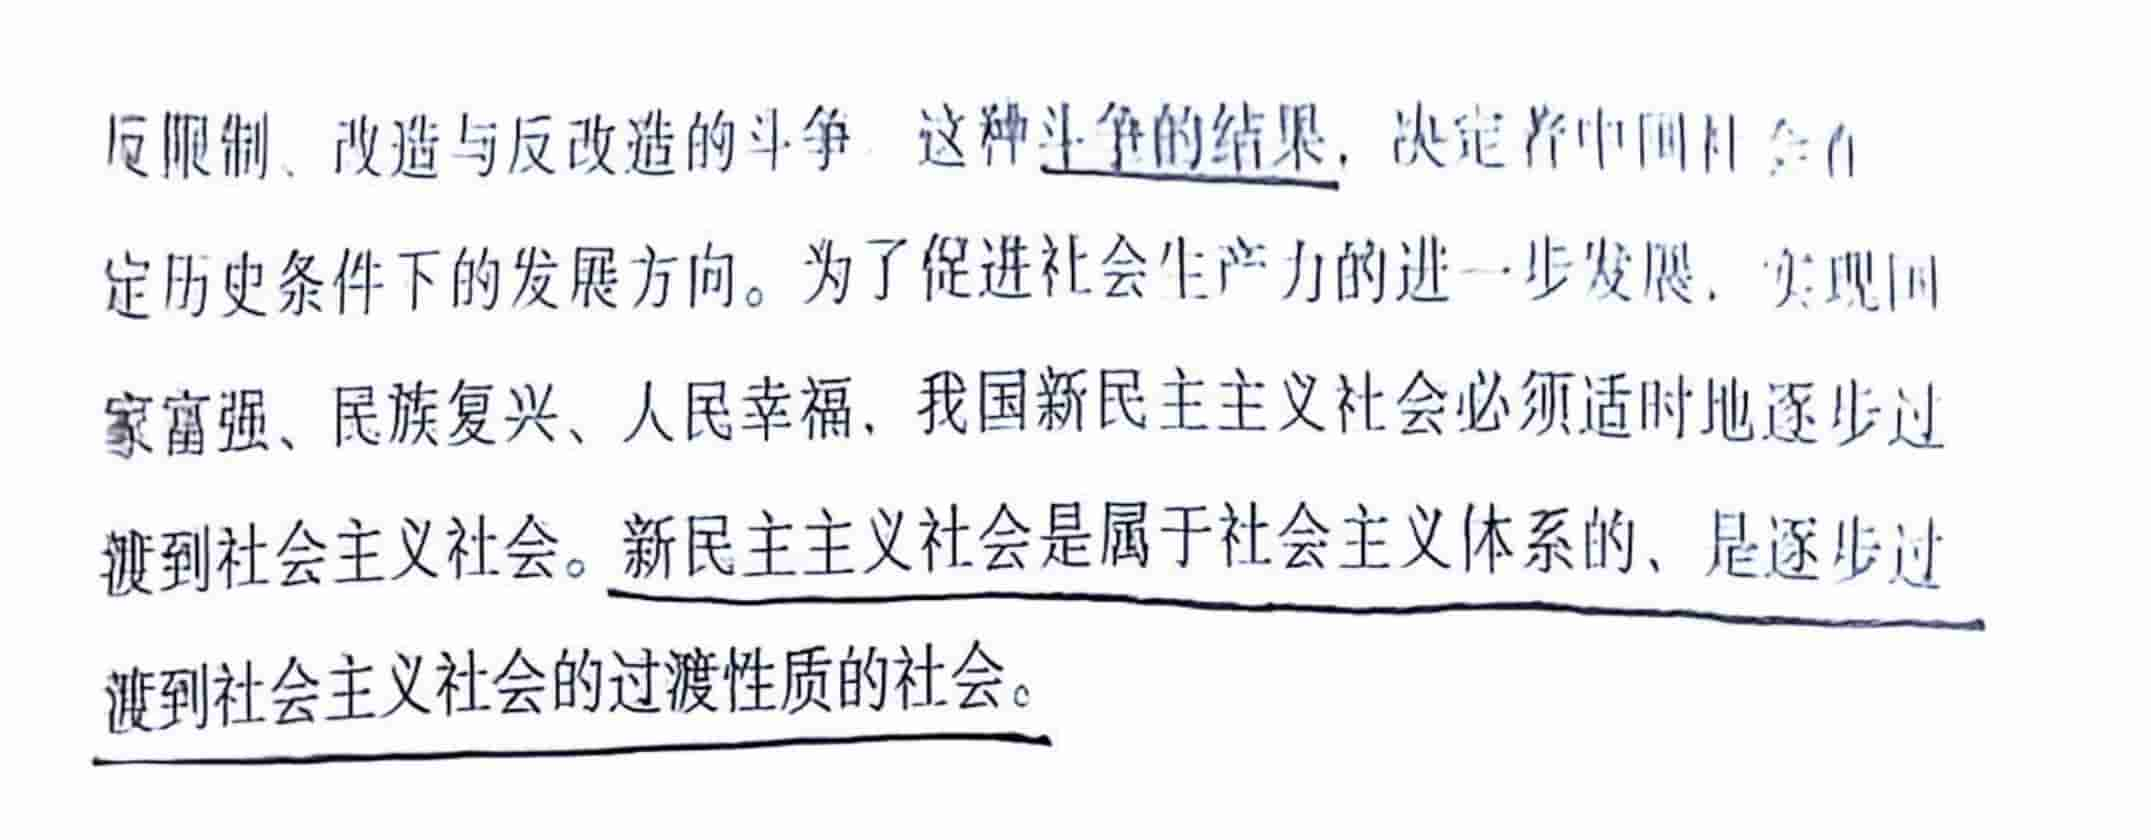 反限制、改造与反改造的斗争 这种斗争的结果，决定着中国社会在
定历史条件下的发展方向。为了促进社会生产力的进一步发展，实现国
家富强、民族复兴、人民幸福，我国新民主主义社会必须适时地逐步过
渡到社会主义社会。新民主主义社会是属于社会主义体系的、是逐步过
渡到社会主义社会的过渡性质的社会。